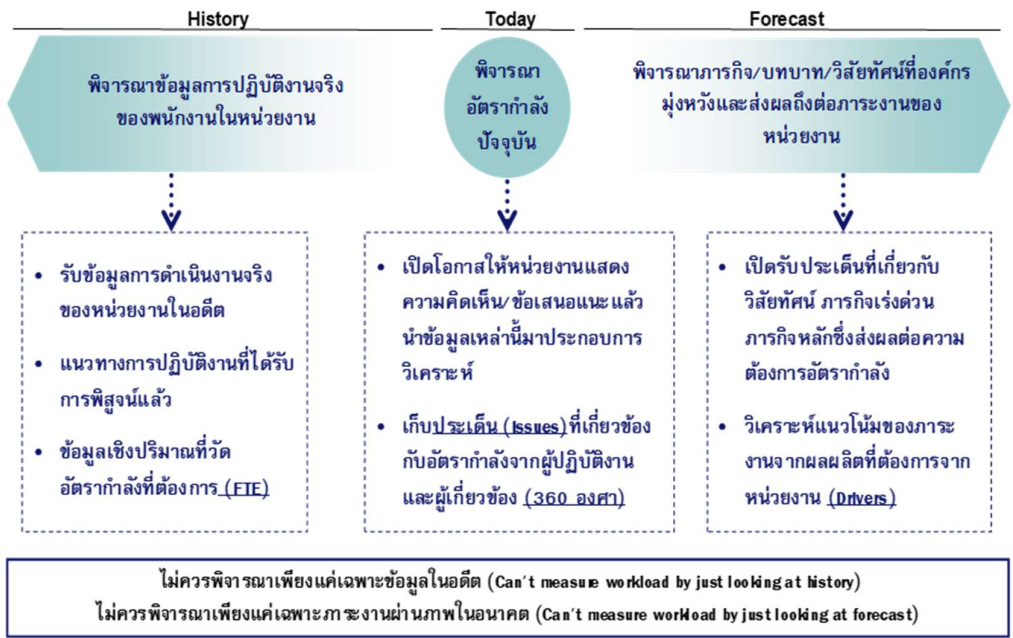 History
Today
Forecast
พิจารณาข้อมูลการปฏิบัติงานจริง
ของพนักงานในหน่วยงาน
พิจารณา
อัตรากำลัง
ปัจจุบัน
พิจารณาภารกิจ/บทบาท/วิสัยทัศน์ที่องค์กร
มุ่งหวังและส่งผลถึงต่อภาระงานของ
หน่วยงาน
• รับข้อมูลการดำเนินงานจริง
ของหน่วยงานในอดีต
• แนวทางการปฏิบัติงานที่ได้รับ
การพิสูจน์แล้ว
• ข้อมูลเชิงปริมาณที่วัด
อัตรากำลังที่ต้องการ (FTE)
• เปิดโอกาสให้หน่วยงานแสดง
ความคิดเห็น/ข้อเสนอแนะแล้ว
นำข้อมูลเหล่านี้มาประกอบการ
วิเคราะห์
• เก็บประเด็น (Issues) ที่เกี่ยวข้อง
กับอัตรากำลังจากผู้ปฏิบัติงาน
และผู้เกี่ยวข้อง (360 องศา)
• เปิดรับประเด็นที่เกี่ยวกับ
วิสัยทัศน์ ภารกิจเร่งด่วน
ภารกิจหลักซึ่งส่งผลต่อความ
ต้องการอัตรากำลัง
• วิเคราะห์แนวโน้มของภาระ
งานจากผลผลิตที่ต้องการจาก
หน่วยงาน (Drivers)
ไม่ควรพิจารณาเพียงแค่เฉพาะข้อมูลในอดีต (Can't measure workload by just looking at history)
ไม่ควรพิจารณาเพียงแค่เฉพาะภาระงานผ่านภาพในอนาคต (Can't measure workload by just looking at forecast)